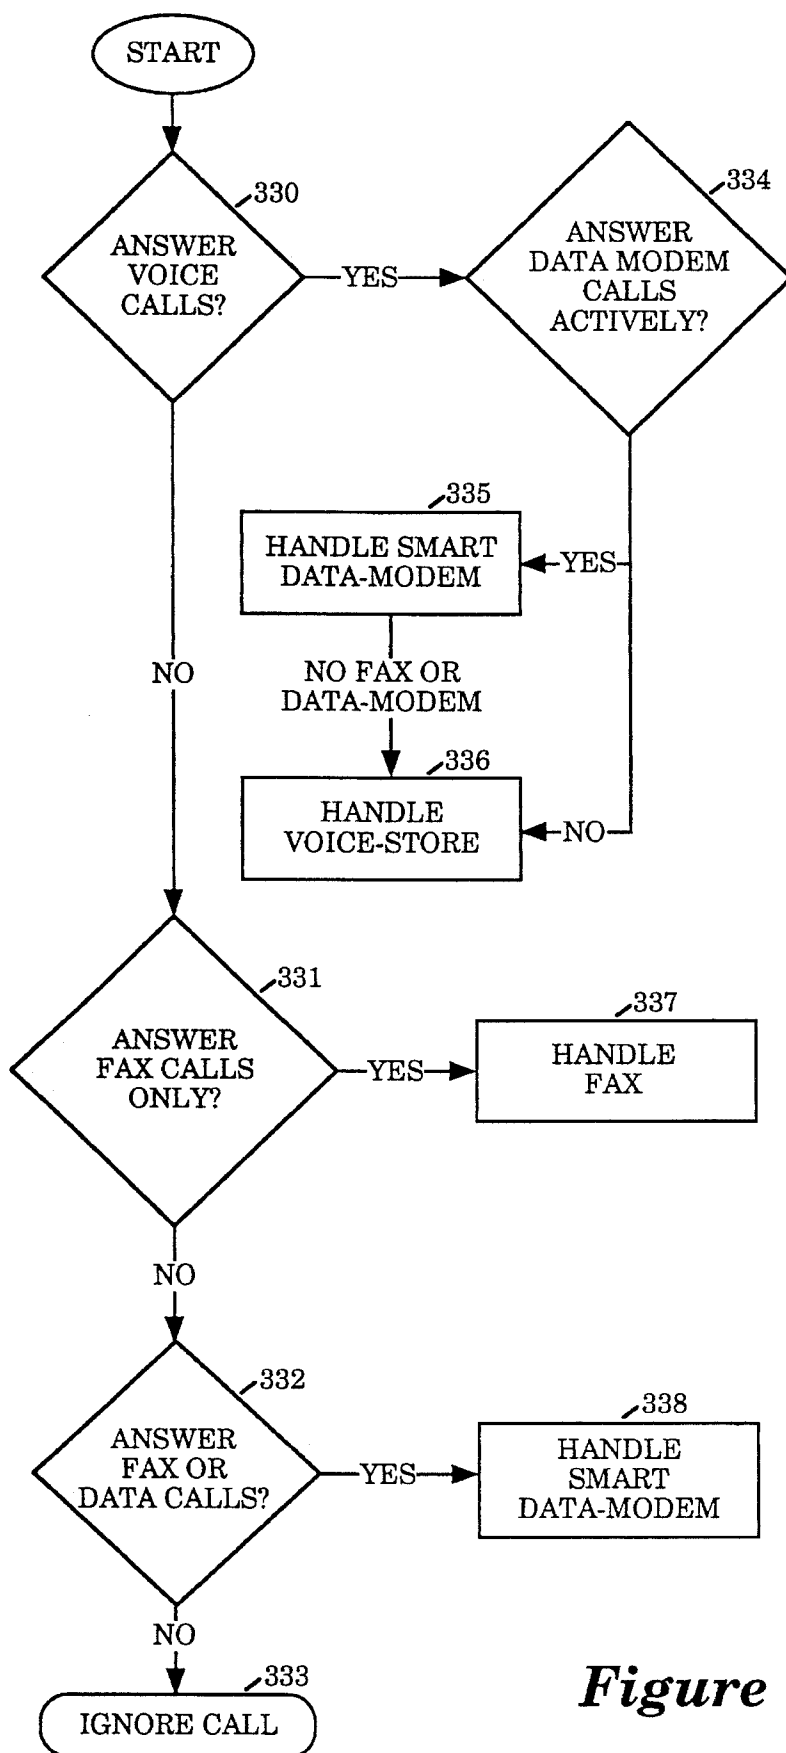 START
330
ANSWER
VOICE
CALLS?
YES
334
ANSWER
DATA MODEM
CALLS
ACTIVELY?
335
HANDLE SMART
DATA-MODEM
YES
NO
NO FAX OR
DATA-MODEM
336
HANDLE
VOICE-STORE
NO
331
ANSWER
FAX CALLS
ONLY?
YES
337
HANDLE
FAX
NO
332
ANSWER
FAX OR
DATA CALLS?
YES
338
HANDLE
SMART
DATA-MODEM
NO
333
IGNORE CALL
Figure